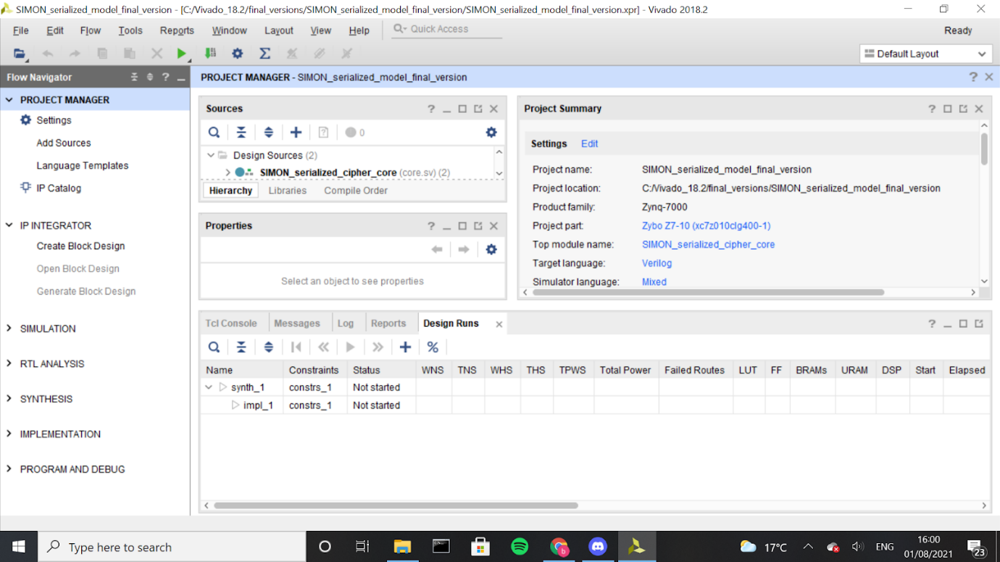 SIMON_serialized_model_final_version - [C:/Vivado_18.2/final_versions/SIMON_serialized_model_final_version/SIMON_serialized_model_final_version.xpr] - Vivado 2018.2
File Edit Flow Tools Reports Window Layout View Help Quick Access Ready
Default Layout
Flow Navigator
PROJECT MANAGER
Settings
Add Sources
Language Templates
IP Catalog
IP INTEGRATOR
Create Block Design
Open Block Design
Generate Block Design
SIMULATION
RTL ANALYSIS
SYNTHESIS
IMPLEMENTATION
PROGRAM AND DEBUG
PROJECT MANAGER - SIMON_serialized_model_final_version
Sources
0
Design Sources (2)
SIMON_serialized_cipher_core (core.sv) (2)
Hierarchy Libraries Compile Order
Properties
Select an object to see properties
Project Summary
Settings Edit
Project name: SIMON_serialized_model_final_version
Project location: C:/Vivado_18.2/final_versions/SIMON_serialized_model_final_version
Product family: Zynq-7000
Project part: Zybo Z7-10 (xc7z010clg400-1)
Top module name: SIMON_serialized_cipher_core
Target language: Verilog
Simulator language: Mixed
Tcl Console Messages Log Reports Design Runs
Name Constraints Status WNS TNS WHS THS TPWS Total Power Failed Routes LUT FF BRAMs URAM DSP Start Elapsed
synth_1 constrs_1 Not started
impl_1 constrs_1 Not started
Type here to search
17°C ENG
16:00
01/08/2021
23